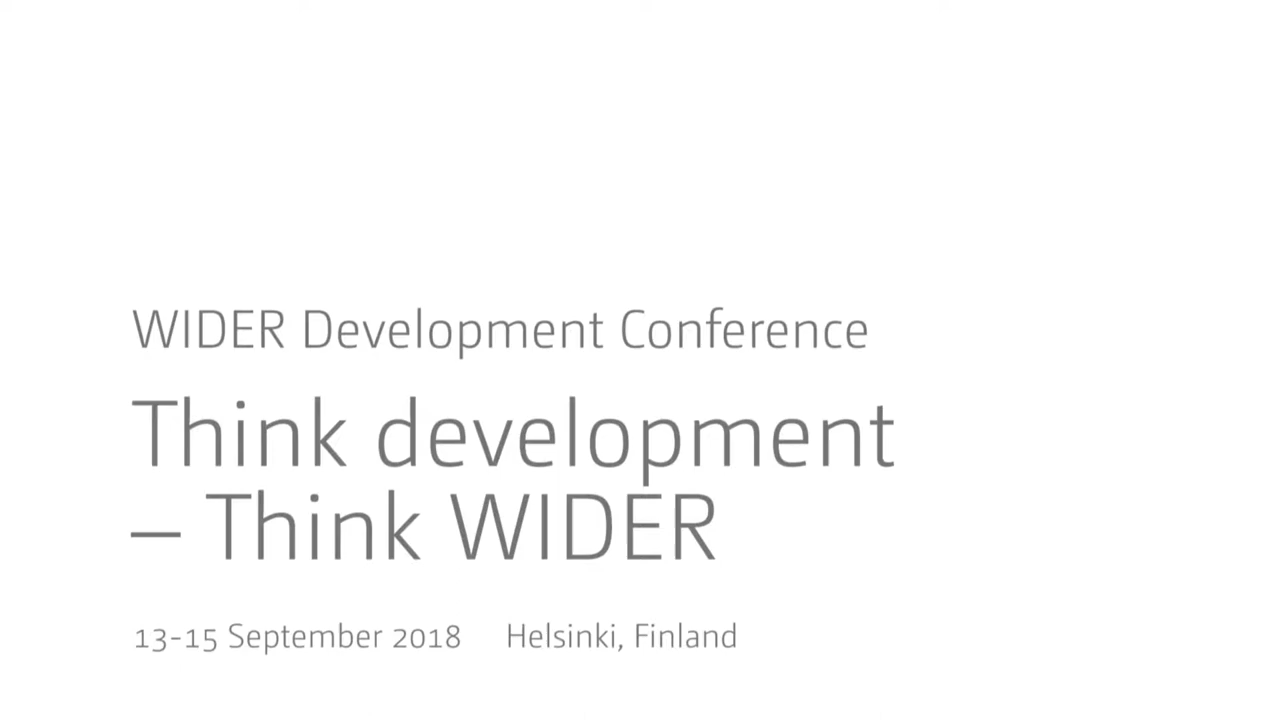 WIDER Development Conference
Think development
– Think WIDER
13-15 September 2018 Helsinki, Finland